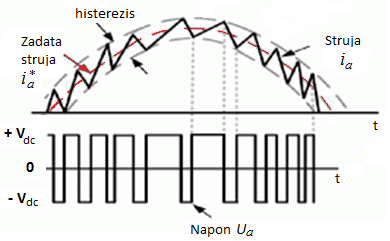 histerezis
Zadata
struja
i*a
Struja
ia
t
+ Vdc
0
- Vdc
t
Napon Ua